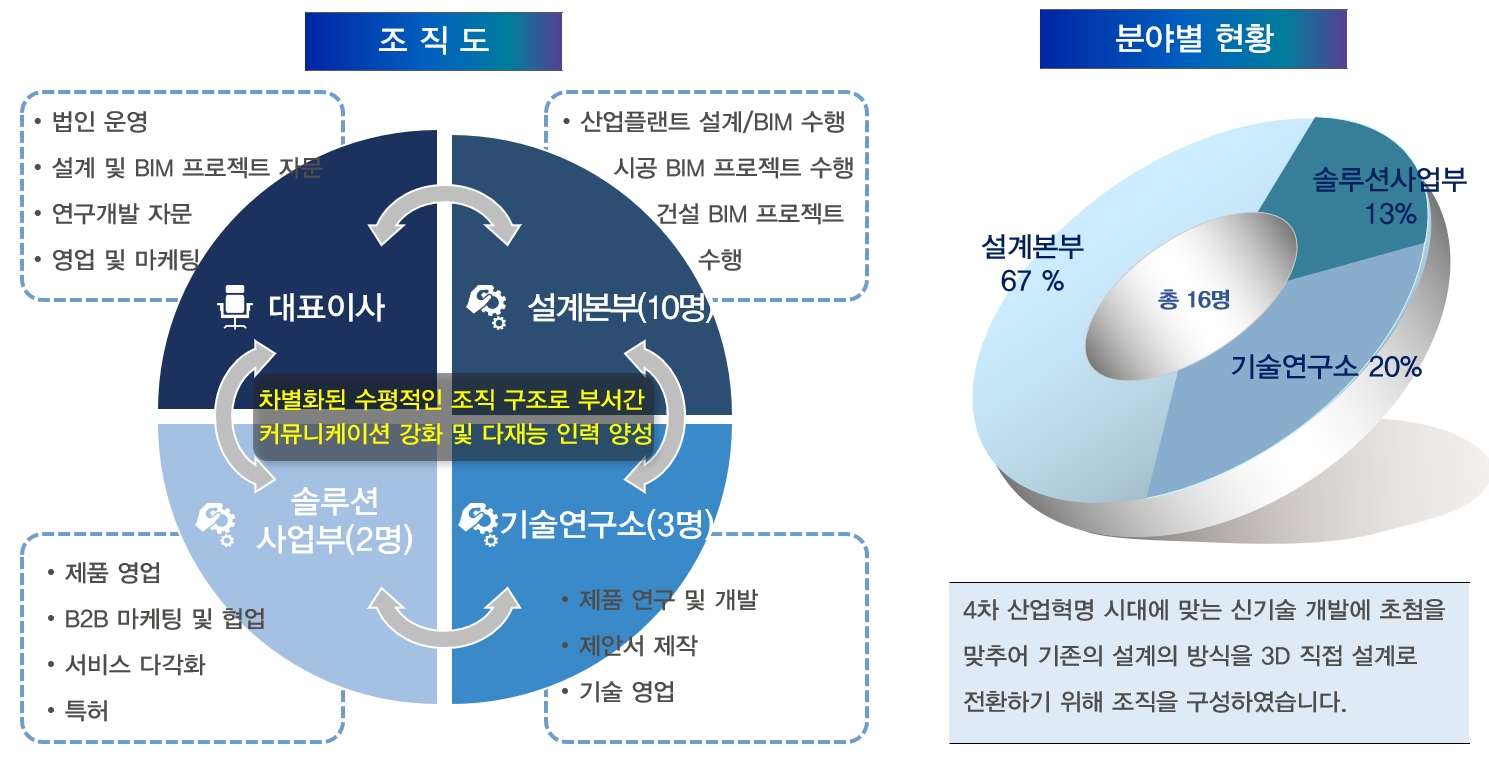 조 직 도
• 법인 운영
• 설계 및 BIM 프로젝트 자문
• 연구개발 자문
• 영업 및 마케팅
• 산업플랜트 설계/BIM 수행
시공 BIM 프로젝트 수행
건설 BIM 프로젝트
수행
대표이사
설계본부(10명)
차별화된 수평적인 조직 구조로 부서간
커뮤니케이션 강화 및 다재능 인력 양성
솔루션
사업부(2명)
기술연구소(3명)
• 제품 영업
• B2B 마케팅 및 협업
• 서비스 다각화
• 특허
• 제품 연구 및 개발
• 제안서 제작
• 기술 영업
분야별 현황
솔루션사업부
13%
설계본부
67 %
총 16명
기술연구소 20%
4차 산업혁명 시대에 맞는 신기술 개발에 초첨을
맞추어 기존의 설계의 방식을 3D 직접 설계로
전환하기 위해 조직을 구성하였습니다.